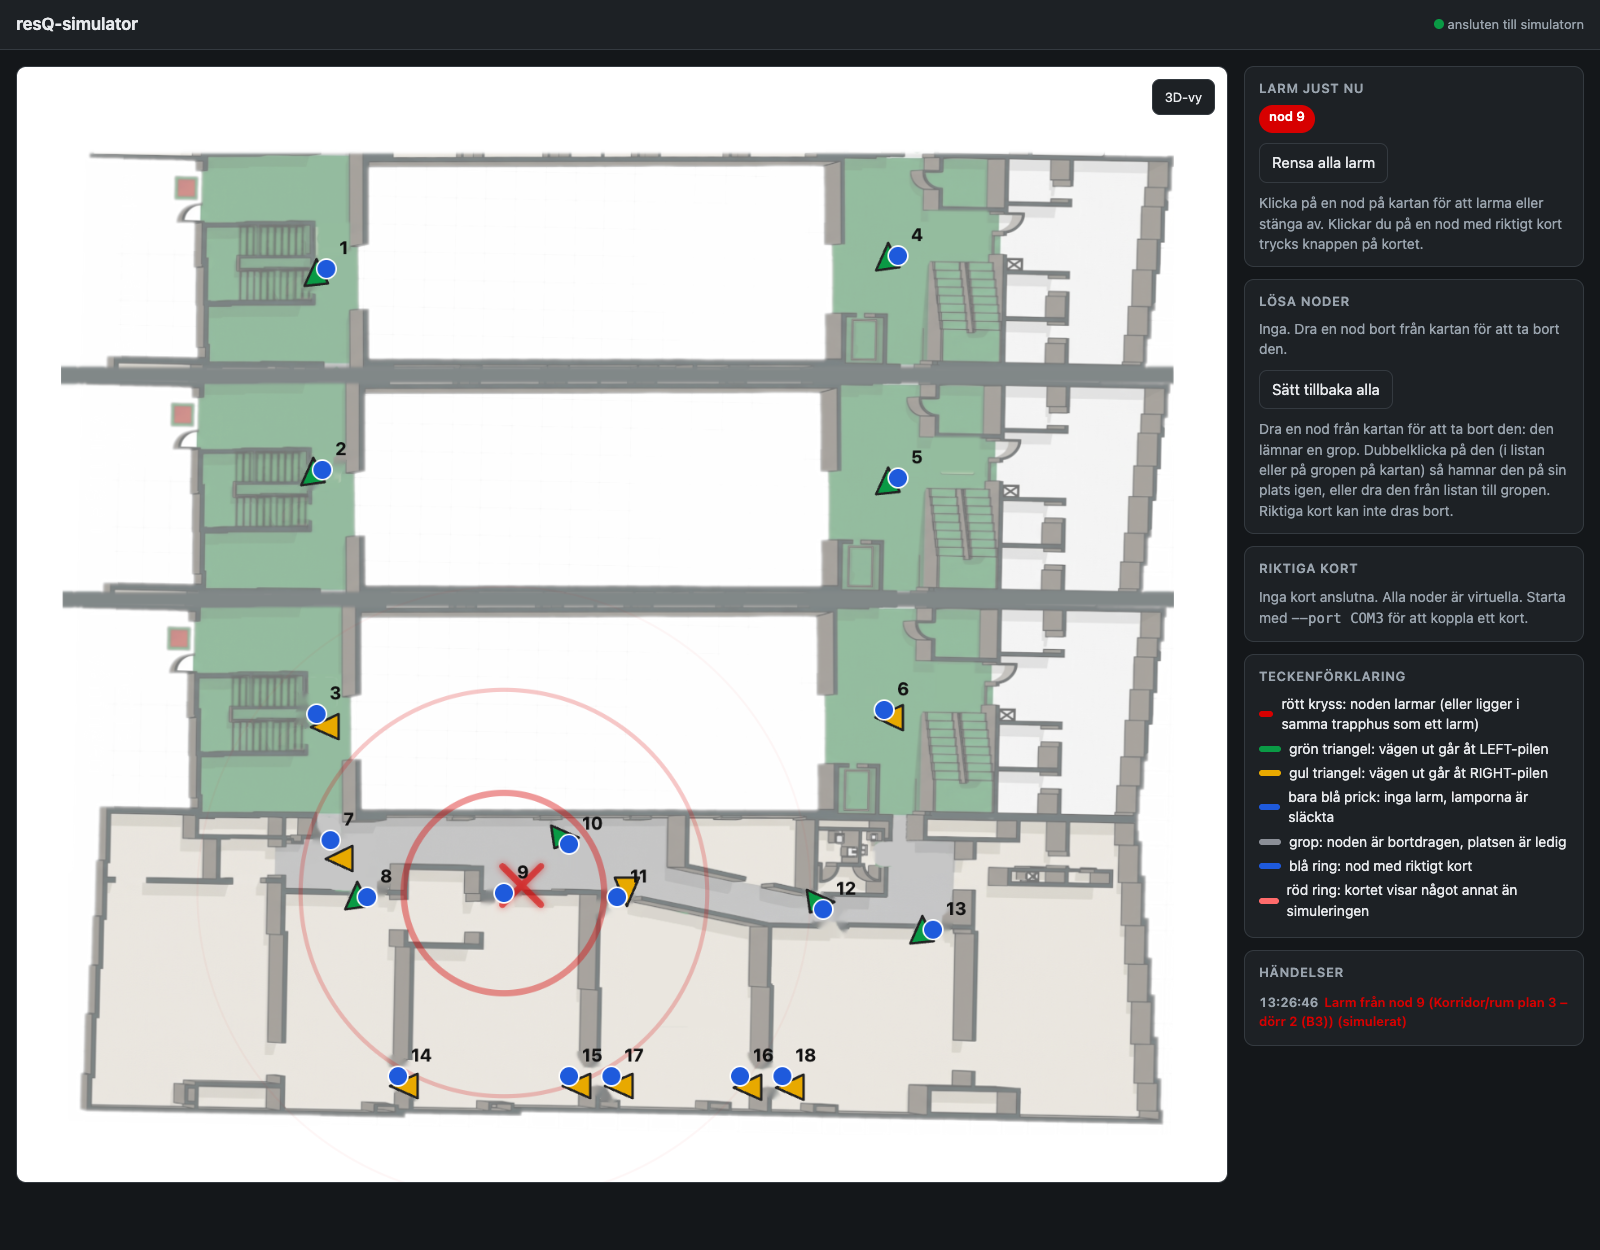 resQ-simulator
ansluten till simulatorn
3D-vy
1
4
2
5
3
6
7
10
8
9
11
12
13
14
15
17
16
18
LARM JUST NU
nod 9
Rensa alla larm
Klicka på en nod på kartan för att larma eller
stänga av. Klickar du på en nod med riktigt kort
trycks knappen på kortet.
LÖSA NODER
Inga. Dra en nod bort från kartan för att ta bort
den.
Sätt tillbaka alla
Dra en nod från kartan för att ta bort den: den
lämnar en grop. Dubbelklicka på den (i listan
eller på gropen på kartan) så hamnar den på sin
plats igen, eller dra den från listan till gropen.
Riktiga kort kan inte dras bort.
RIKTIGA KORT
Inga kort anslutna. Alla noder är virtuella. Starta
med --port COM3 för att koppla ett kort.
TECKENFÖRKLARING
rött kryss: noden larmar (eller ligger i
samma trapphus som ett larm)
grön triangel: vägen ut går åt LEFT-pilen
gul triangel: vägen ut går åt RIGHT-pilen
bara blå prick: inga larm, lamporna är
släckta
grop: noden är bortdragen, platsen är ledig
blå ring: nod med riktigt kort
röd ring: kortet visar något annat än
simuleringen
HÄNDELSER
13:26:46 Larm från nod 9 (Korridor/rum plan 3 –
dörr 2 (B3)) (simulerat)